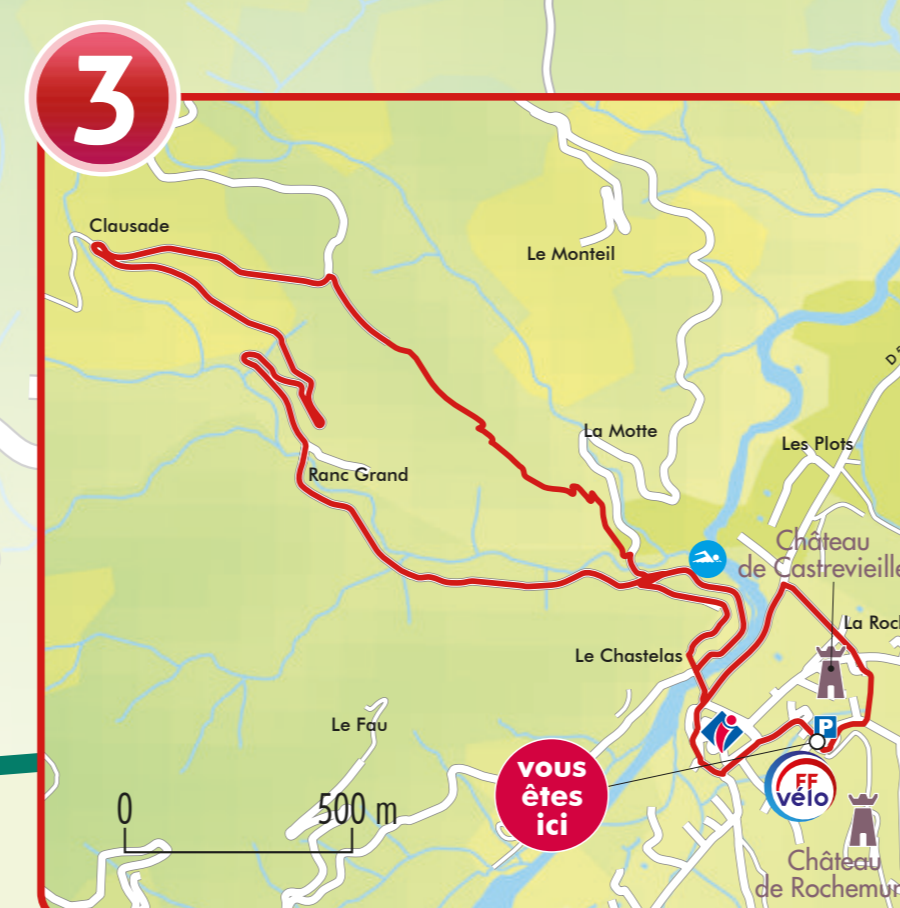 3
Clausade
Le Monteil
D
La Motte
Les Plots
Ranc Grand
Château
de Castrevieille
La Roch
Le Chastelas
Le Fau
P
vous
êtes
ici
FF
vélo
0 500 m
Château
de Rochemur